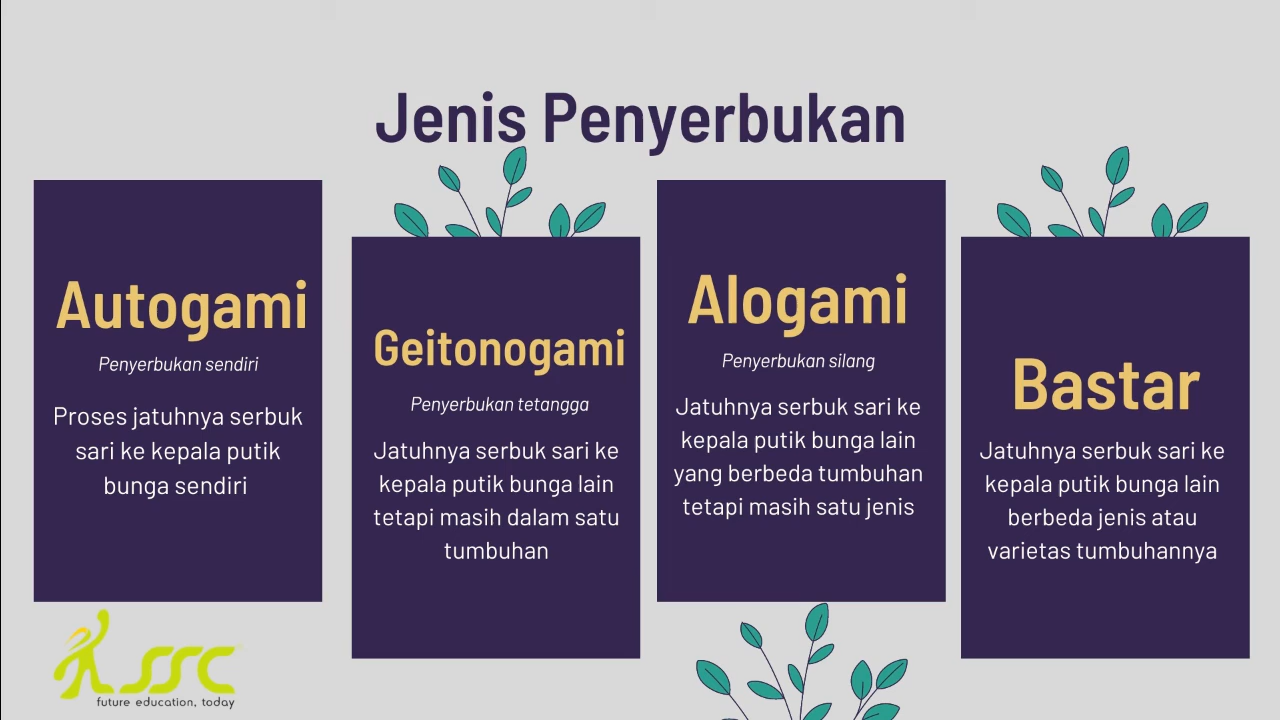 Jenis Penyerbukan
Autogami
Penyerbukan sendiri
Proses jatuhnya serbuk
sari ke kepala putik
bunga sendiri
Geitonogami
Penyerbukan tetangga
Jatuhnya serbuk sari ke
kepala putik bunga lain
tetapi masih dalam satu
tumbuhan
Alogami
Penyerbukan silang
Jatuhnya serbuk sari ke
kepala putik bunga lain
yang berbeda tumbuhan
tetapi masih satu jenis
Bastar
Jatuhnya serbuk sari ke
kepala putik bunga lain
berbeda jenis atau
varietas tumbuhannya
SSC
future education, today